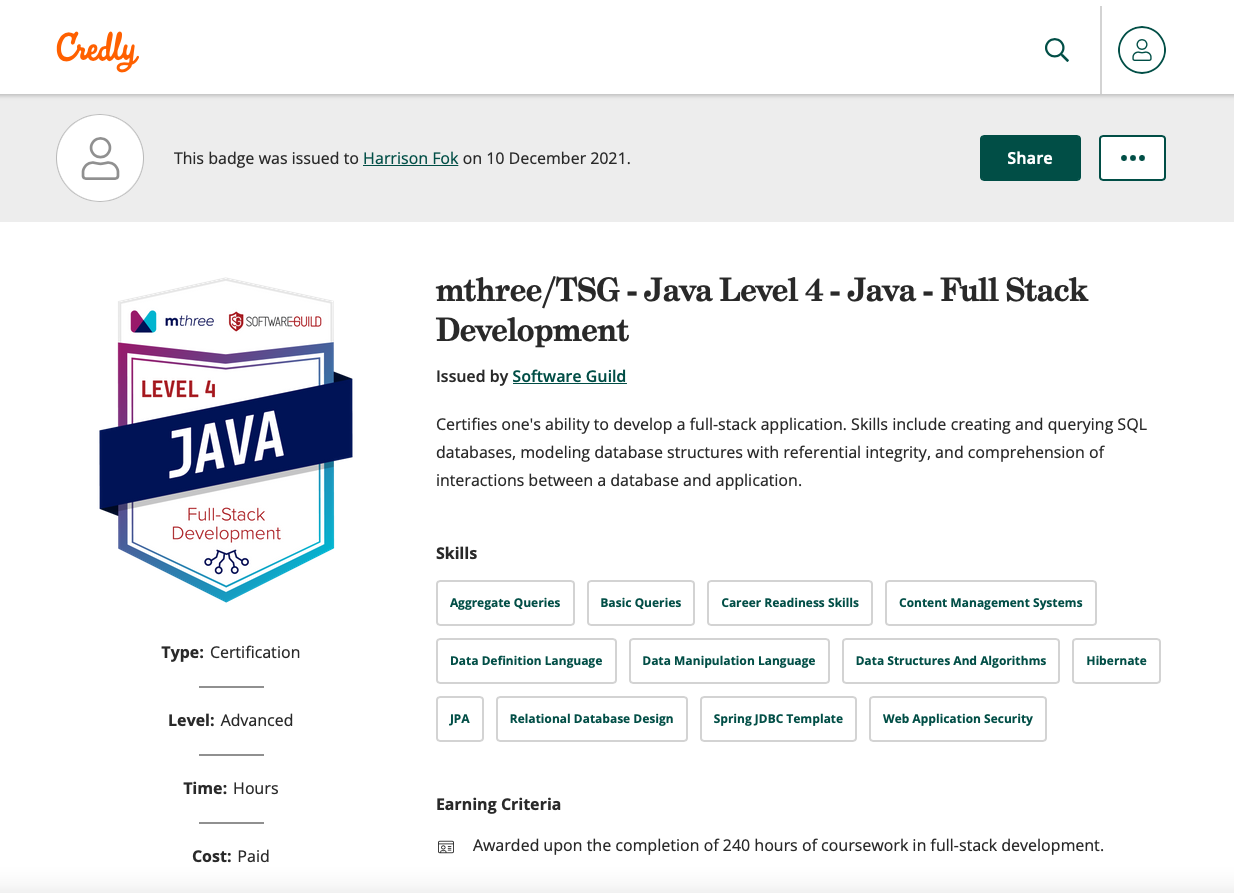 Credly
This badge was issued to Harrison Fok on 10 December 2021.
Share
mthree
SOFTWARE GUILD
LEVEL 4
JAVA
Full-Stack
Development
Type: Certification
Level: Advanced
Time: Hours
Cost: Paid
mthree/TSG - Java Level 4 - Java - Full Stack
Development
Issued by Software Guild
Certifies one's ability to develop a full-stack application. Skills include creating and querying SQL
databases, modeling database structures with referential integrity, and comprehension of
interactions between a database and application.
Skills
Aggregate Queries Basic Queries Career Readiness Skills Content Management Systems
Data Definition Language Data Manipulation Language Data Structures And Algorithms Hibernate
JPA Relational Database Design Spring JDBC Template Web Application Security
Earning Criteria
Awarded upon the completion of 240 hours of coursework in full-stack development.